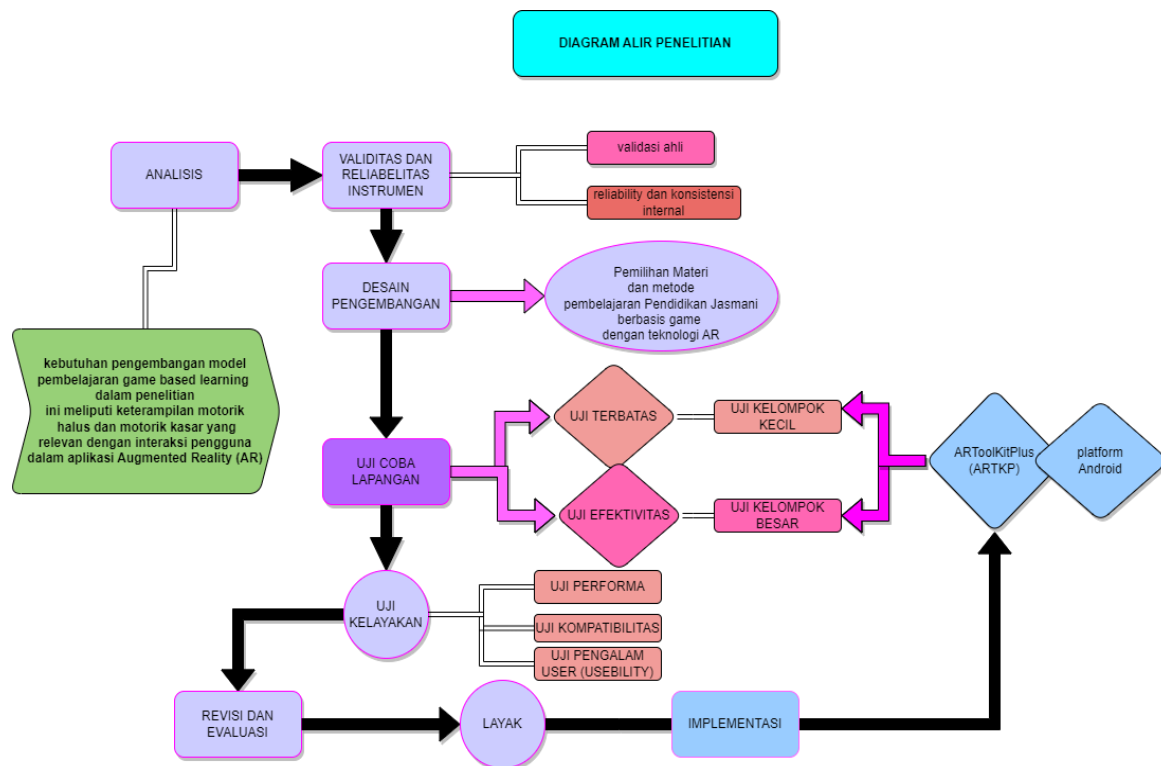 DIAGRAM ALIR PENELITIAN
ANALISIS
VALIDITAS DAN
RELIABELITAS
INSTRUMEN
validasi ahli
reliability dan konsistensi
internal
DESAIN
PENGEMBANGAN
Pemilihan Materi
dan metode
pembelajaran Pendidikan Jasmani
berbasis game
dengan teknologi AR
kebutuhan pengembangan model
pembelajaran game based learning
dalam penelitian
ini meliputi keterampilan motorik
halus dan motorik kasar yang
relevan dengan interaksi pengguna
dalam aplikasi Augmented Reality (AR)
UJI COBA
LAPANGAN
UJI TERBATAS
UJI KELOMPOK
KECIL
UJI EFEKTIVITAS
UJI KELOMPOK
BESAR
ARToolKitPlus
(ARTKP)
platform
Android
UJI
KELAYAKAN
UJI PERFORMA
UJI KOMPATIBILITAS
UJI PENGALAM
USER (USEBILITY)
REVISI DAN
EVALUASI
LAYAK
IMPLEMENTASI